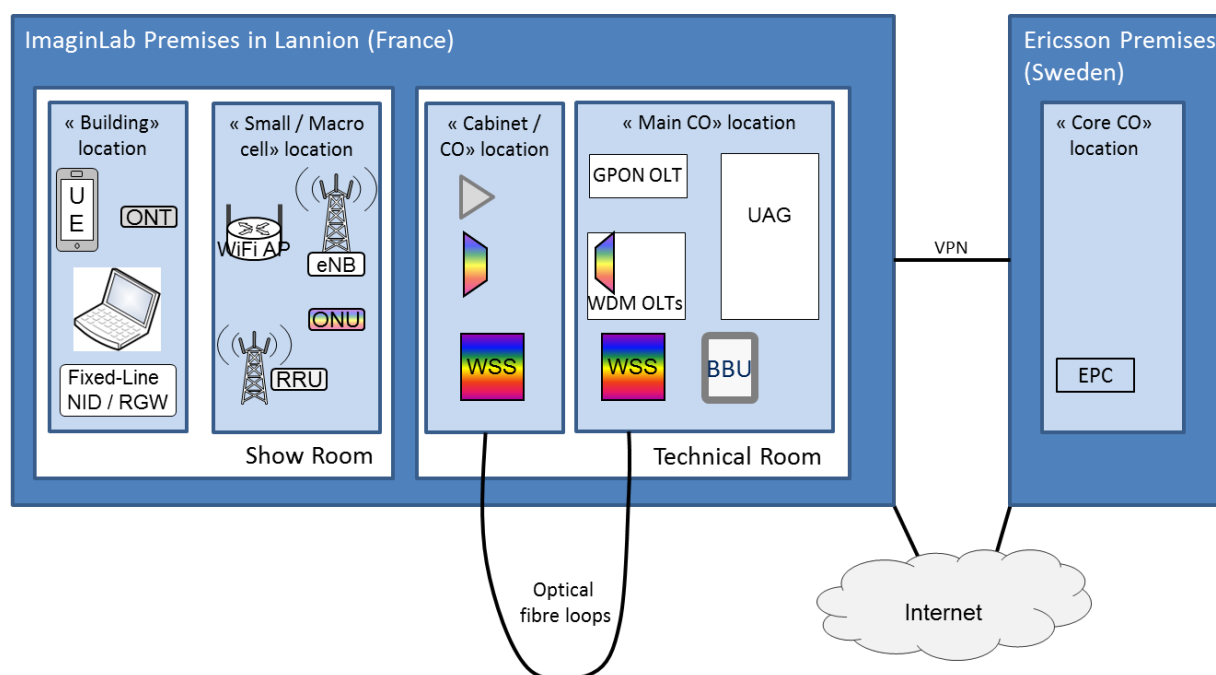 ImaginLab Premises in Lannion (France)
Ericsson Premises
(Sweden)
« Building»
location
« Small / Macro
cell» location
« Cabinet /
CO» location
« Main CO» location
« Core CO»
location
U
E
ONT
WiFi AP
eNB
ONU
RRU
Fixed-Line
NID / RGW
GPON OLT
UAG
WDM OLTs
WSS
WSS
BBU
VPN
EPC
Show Room
Technical Room
Optical
fibre loops
Internet